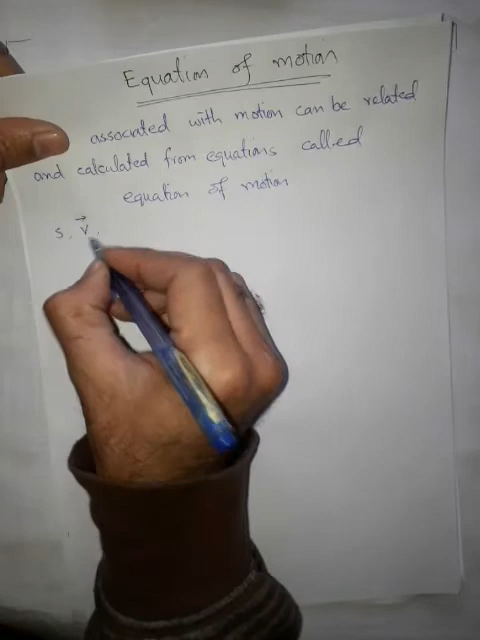 Equation of motion
associated with motion can be related
and calculated from equations called
equation of motion
s, v⃗,